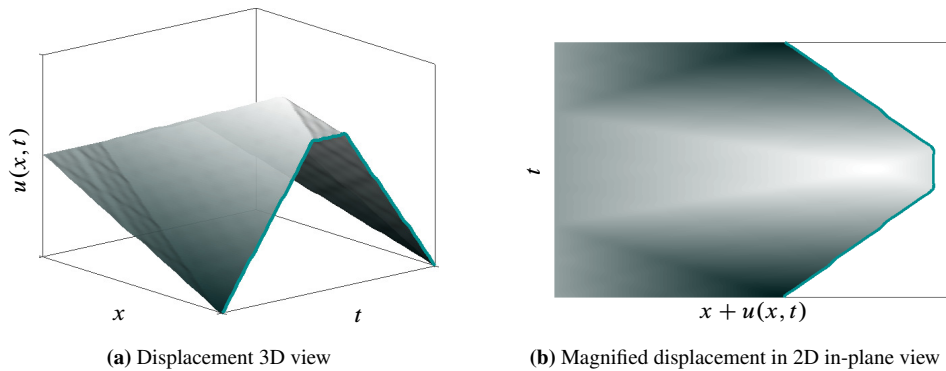 u(x,t)
x
t
(a) Displacement 3D view
t
x + u(x,t)
(b) Magnified displacement in 2D in-plane view